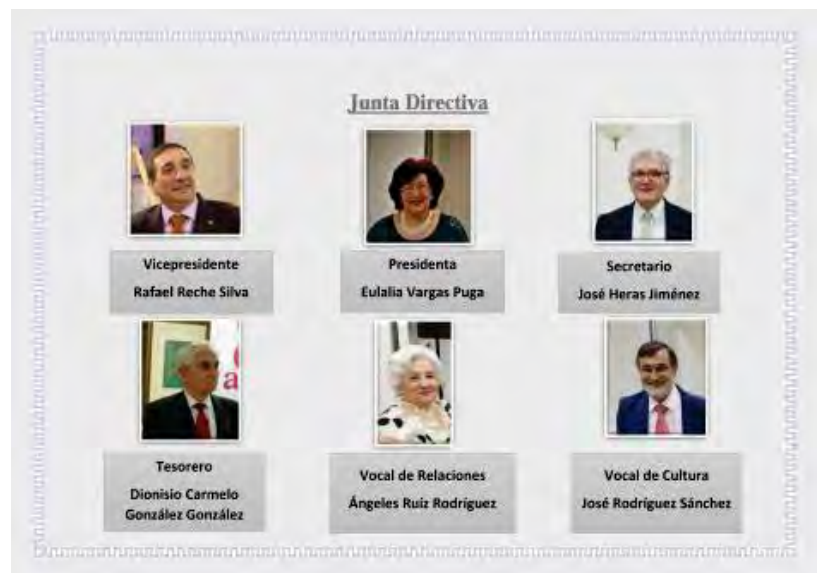 Junta Directiva
Vicepresidente
Rafael Reche Silva
Presidenta
Eulalia Vargas Puga
Secretario
José Heras Jiménez
Tesorero
Dionisio Carmelo
González González
Vocal de Relaciones
Ángeles Ruiz Rodríguez
Vocal de Cultura
José Rodríguez Sánchez